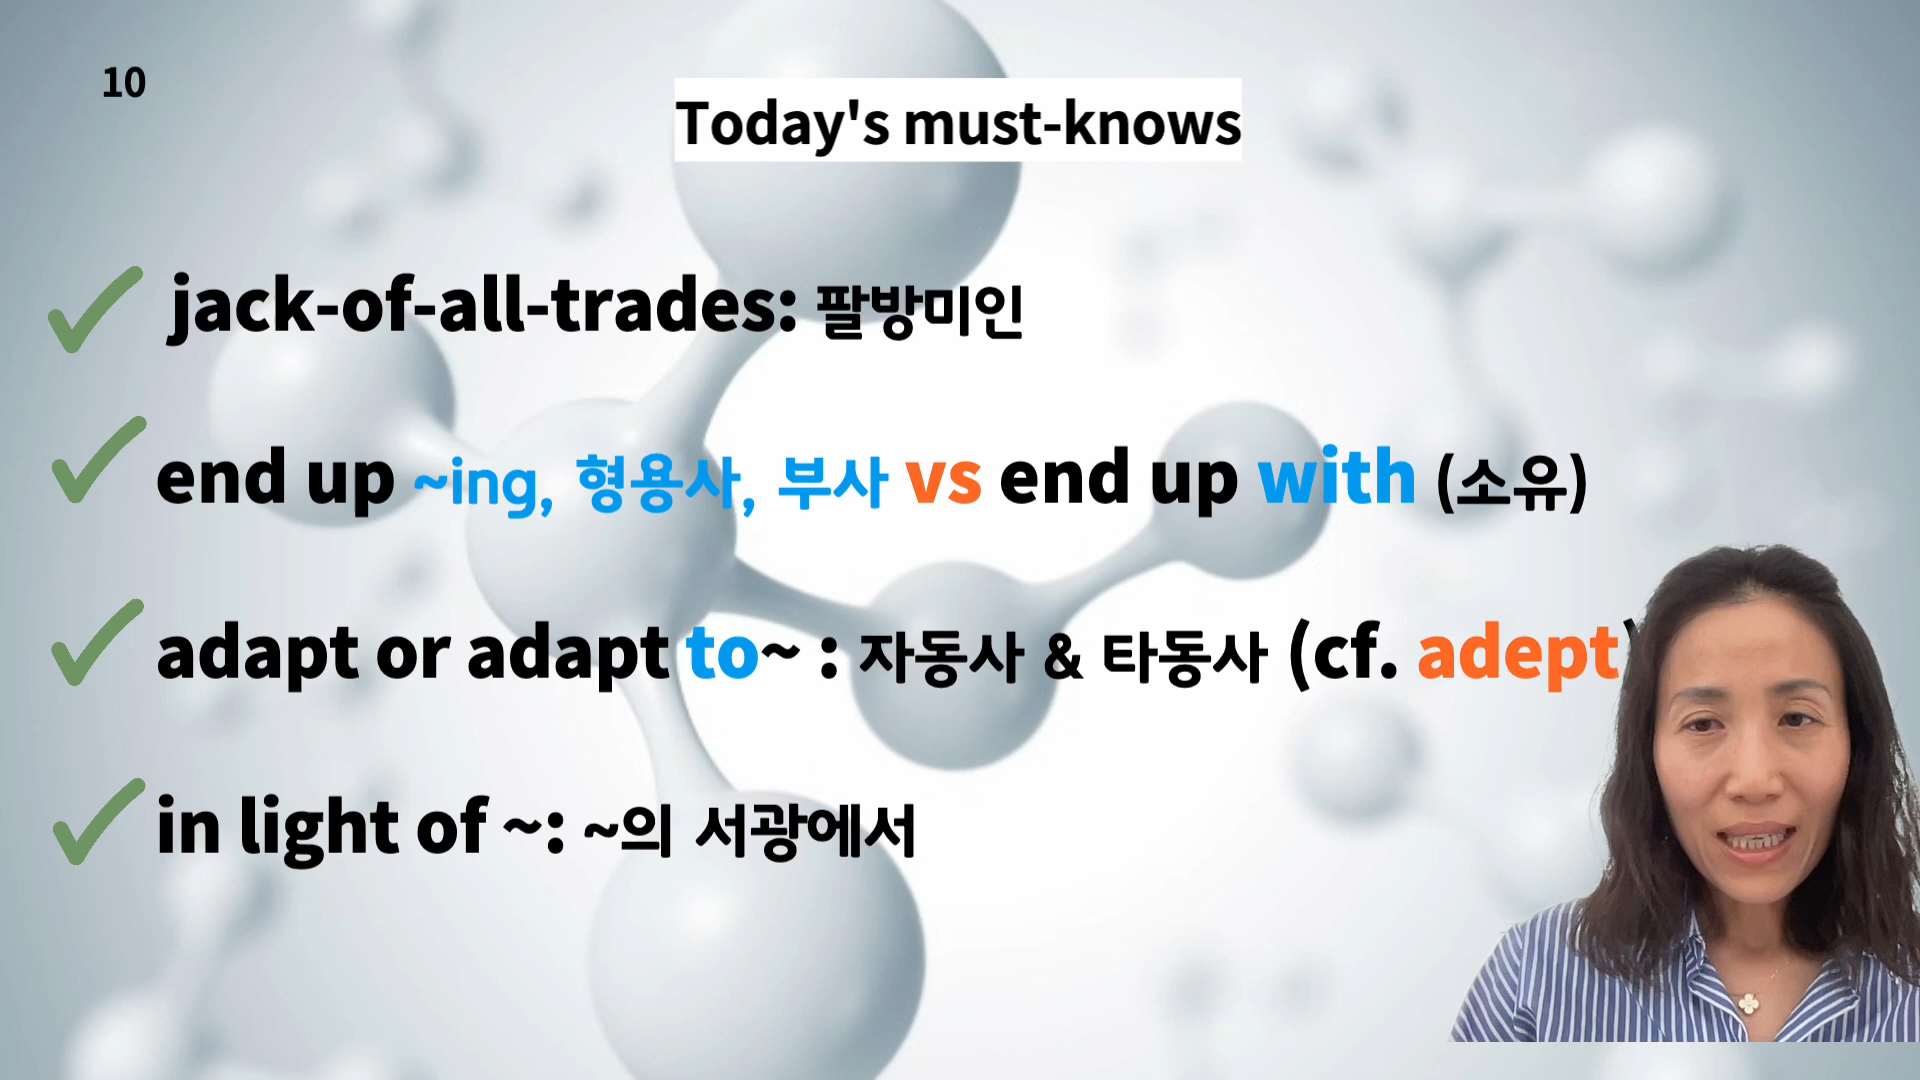 10
Today's must-knows
jack-of-all-trades: 팔방미인
end up ~ing, 형용사, 부사 vs end up with (소유)
adapt or adapt to~ : 자동사 & 타동사 (cf. adept)
in light of ~: ~의 서광에서